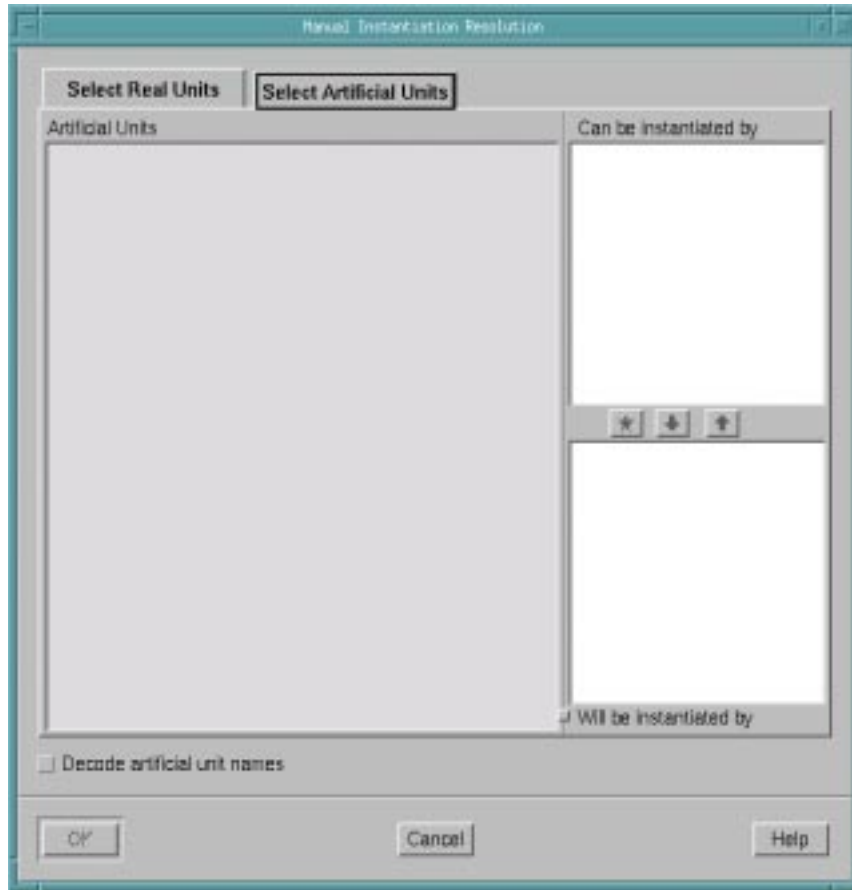 Manual Instantiation Resolution
Select Real Units
Select Artificial Units
Artificial Units
Can be instantiated by
Will be instantiated by
Decode artificial unit names
OK
Cancel
Help